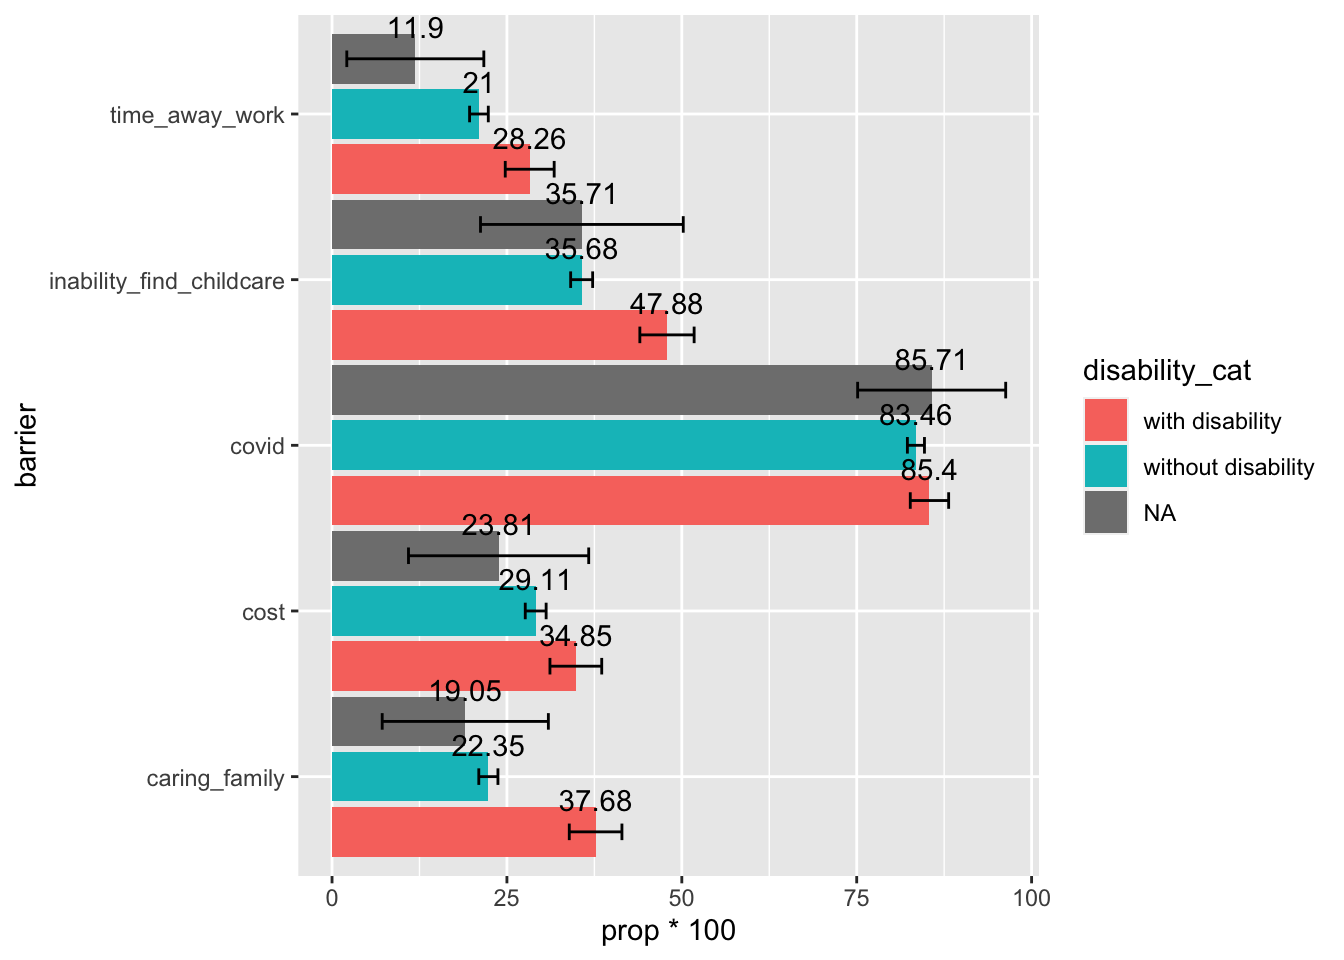 11.9
time_away_work
21
28.26
35.71
inability_find_childcare
35.68
47.88
85.71
covid
83.46
85.4
23.81
cost
29.11
34.85
19.05
caring_family
22.35
37.68
barrier
0
25
50
75
100
prop * 100
disability_cat
with disability
without disability
NA